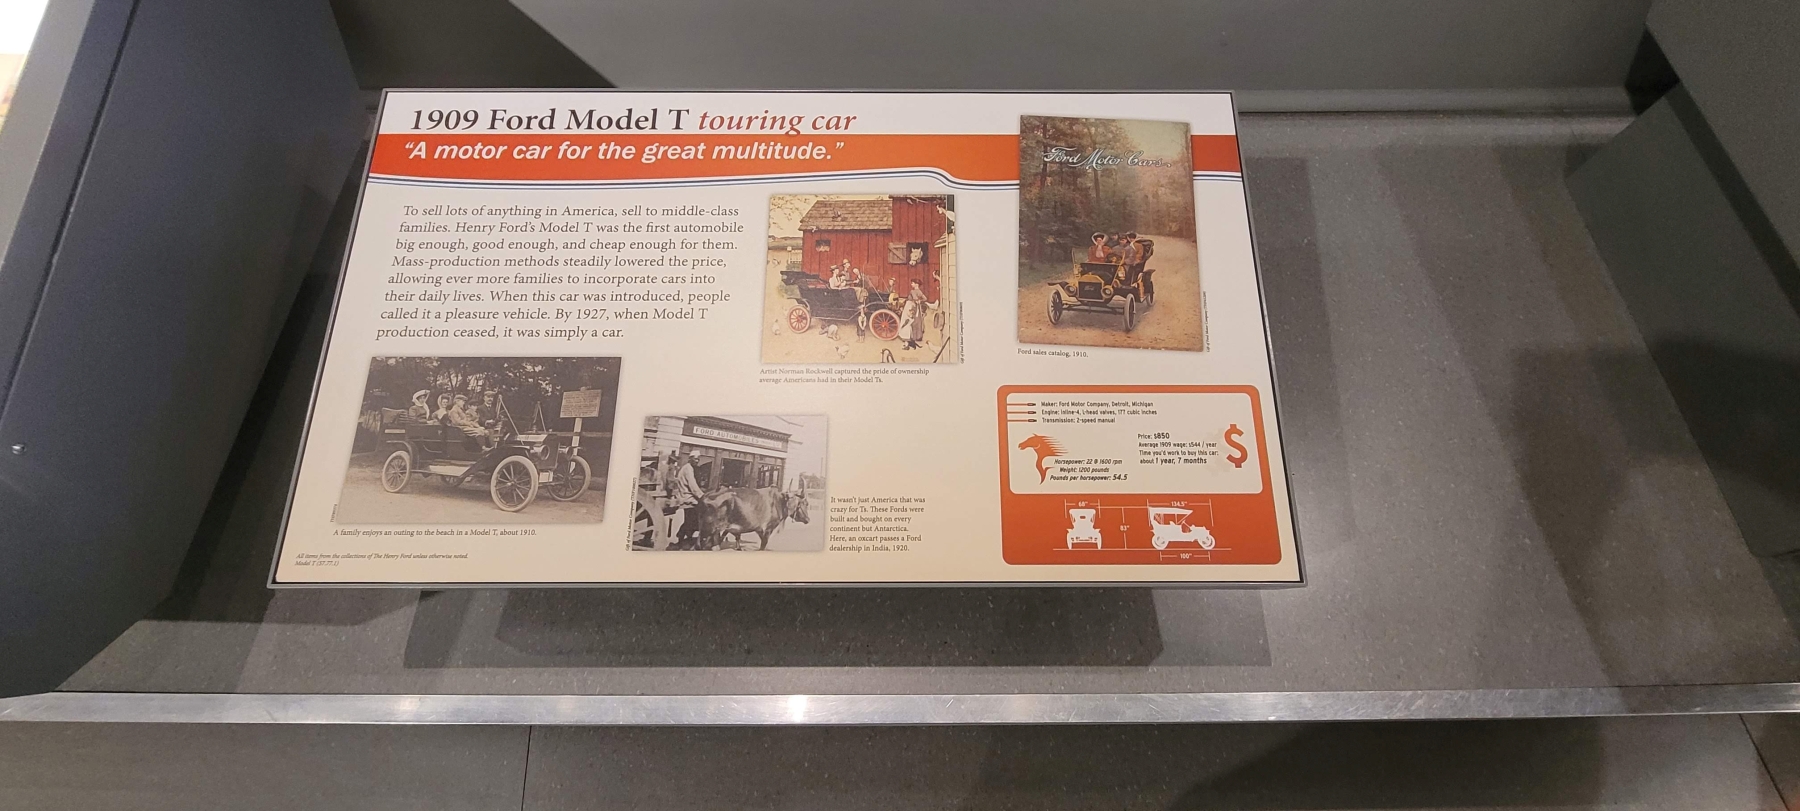 1909 Ford Model T touring car
“A motor car for the great multitude.”
To sell lots of anything in America, sell to middle-class
families. Henry Ford's Model T was the first automobile
big enough, good enough, and cheap enough for them.
Mass-production methods steadily lowered the price,
allowing ever more families to incorporate cars into
their daily lives. When this car was introduced, people
called it a pleasure vehicle. By 1927, when Model T
production ceased, it was simply a car.
A family enjoys an outing to the beach in a Model T, about 1910.
All items from the collections of The Henry Ford unless otherwise noted.
Model T (57.77.1)
Artist Norman Rockwell captured the pride of ownership
average Americans had in their Model Ts.
FORD AUTOMOBILES
It wasn't just America that was
crazy for Ts. These Fords were
built and bought on every
continent but Antarctica.
Here, an oxcart passes a Ford
dealership in India, 1920.
Ford Motor Cars
Ford
Ford sales catalog, 1910.
Maker: Ford Motor Company, Detroit, Michigan
Engine: inline-4, L-head valves, 177 cubic inches
Transmission: 2-speed manual
Horsepower: 22 @ 1600 rpm
Weight: 1200 pounds
Pounds per horsepower: 54.5
Price: $850
Average 1909 wage: $544 / year
Time you'd work to buy this car:
about 1 year, 7 months
$
68"
83"
134.5"
100"